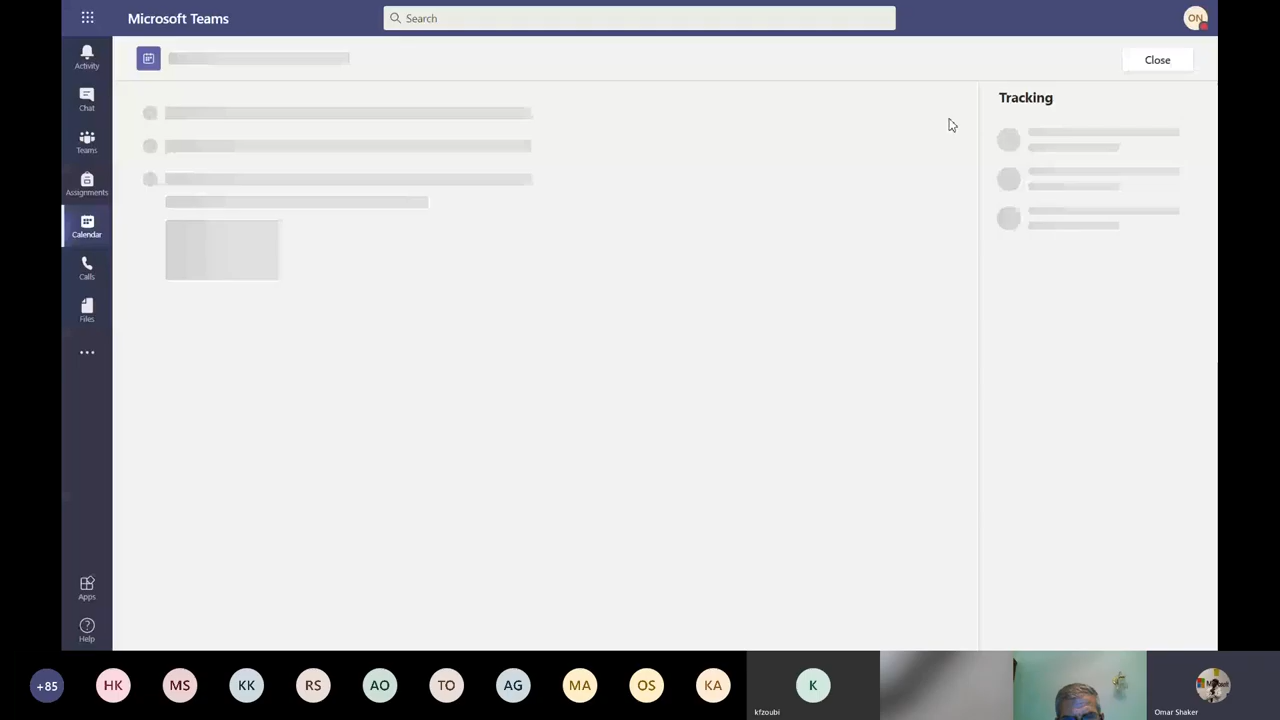 Microsoft Teams
Search
ON
Activity
Chat
Teams
Assignments
Calendar
Calls
Files
Apps
Help
Close
Tracking
+85
HK
MS
KK
RS
AO
TO
AG
MA
OS
KA
K
kfzoubi
Omar Shaker